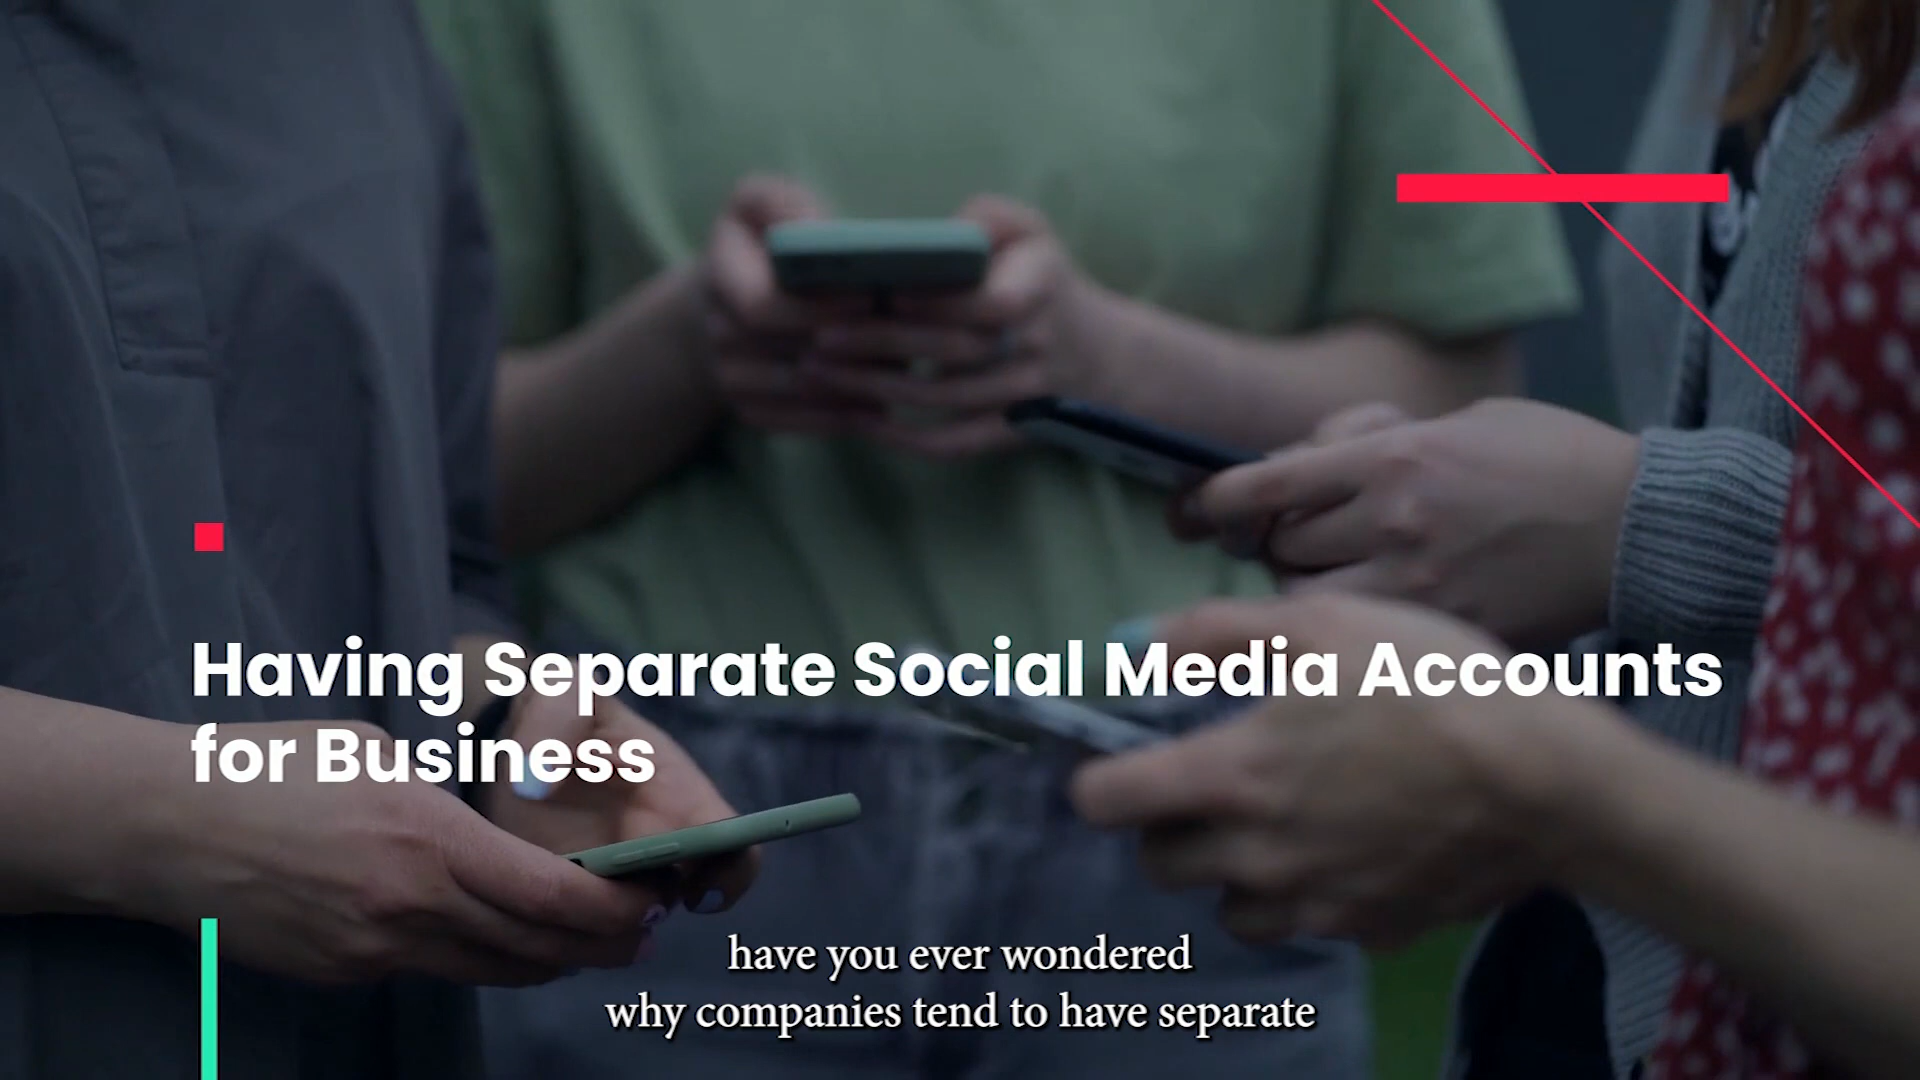 Having Separate Social Media Accounts
for Business
have you ever wondered
why companies tend to have separate